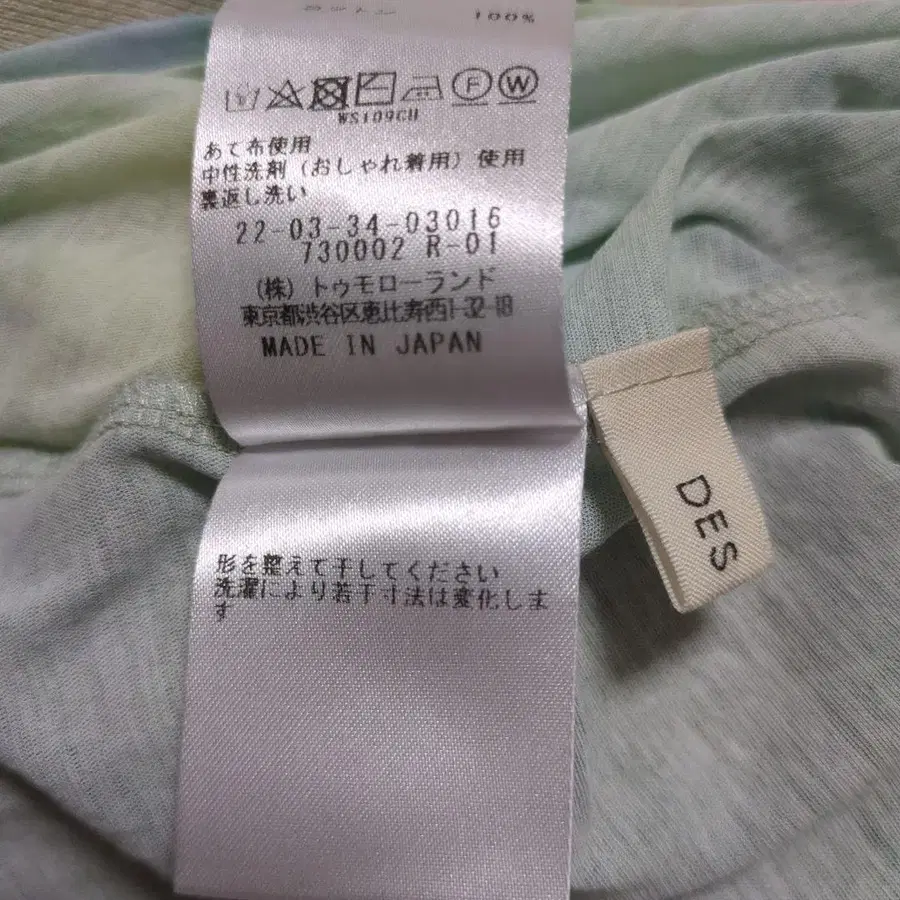 コットン 100%
F W
WS109CH
あて布使用
中性洗剤（おしゃれ着用）使用
裏返し洗い
22-03-34-03016
730002 R-01
（株）トゥモローランド
東京都渋谷区恵比寿西1-32-18
MADE IN JAPAN
DES
形を整えて干してください
洗濯により若干寸法は変化しま
す